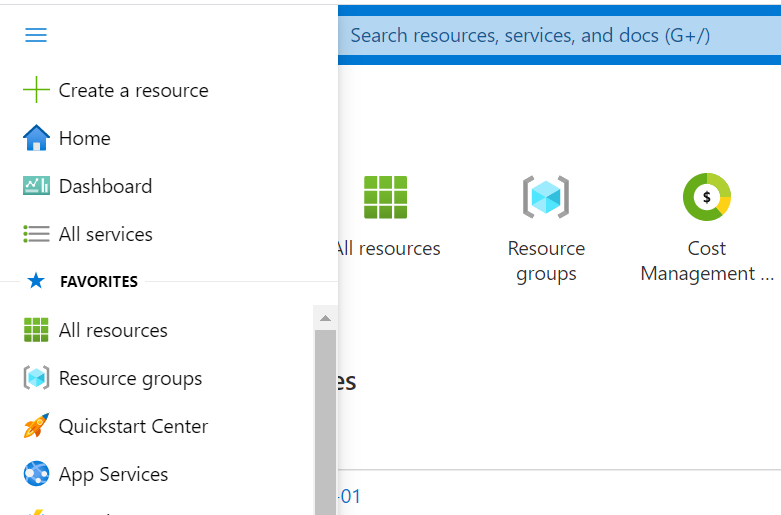 Search resources, services, and docs (G+/)
Create a resource
Home
Dashboard
All services
FAVORITES
All resources
Resource groups
Quickstart Center
App Services
All resources
Resource
groups
$
Cost
Management ...
es
-01